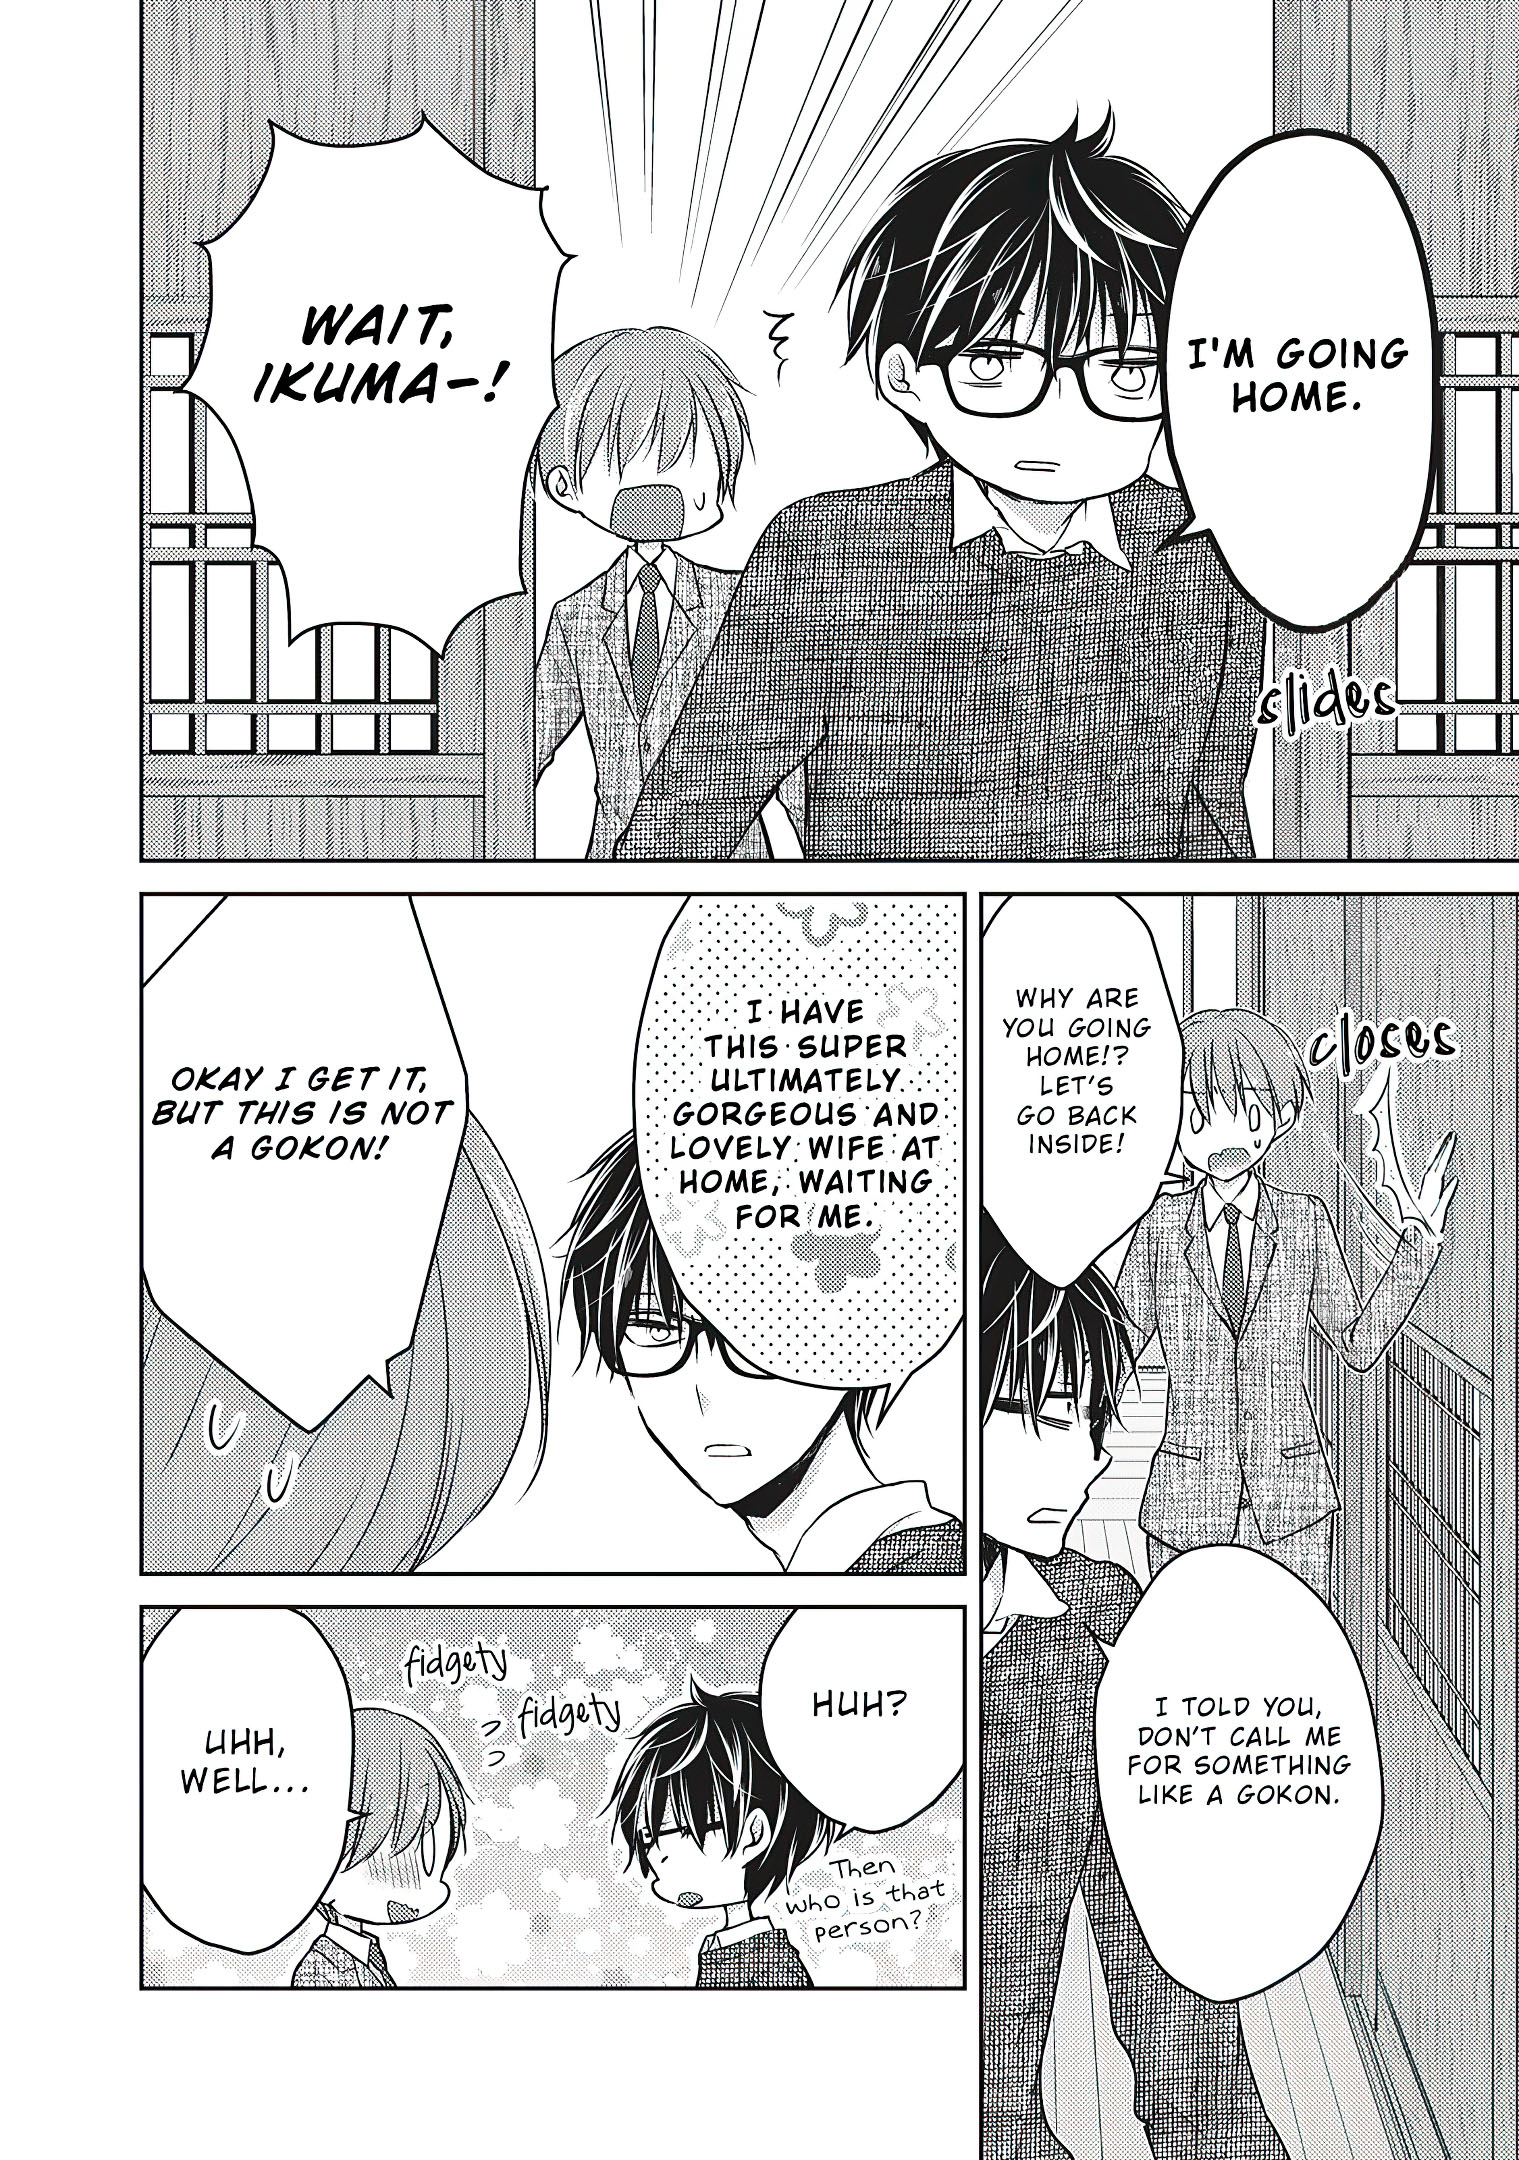 I'M GOING
HOME.
WAIT,
IKUMA-!
slides
closes
WHY ARE
YOU GOING
HOME!?
LET'S
GO BACK
INSIDE!
I TOLD YOU,
DON'T CALL ME
FOR SOMETHING
LIKE A GOKON.
I HAVE
THIS SUPER
ULTIMATELY
GORGEOUS AND
LOVELY WIFE AT
HOME, WAITING
FOR ME.
OKAY I GET IT,
BUT THIS IS NOT
A GOKON!
HUH?
Then
who is that
person?
fidgety
fidgety
UHH,
WELL...